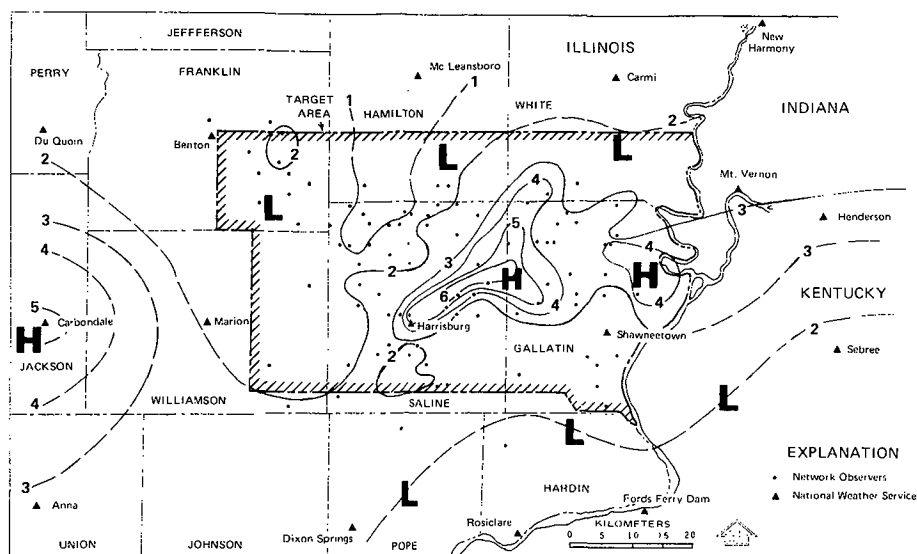 JEFFFERSON
PERRY
FRANKLIN
Mc Leansboro
ILLINOIS
Carmi
New Harmony
INDIANA
TARGET AREA
HAMILTON
WHITE
1
1
2
Du Quoin
Benton
2
2
L
L
L
4
Mt. Vernon
3
Henderson
3
4
5
2
3
4
H
H
3
4
6
4
5
Carbondale
H
Marion
Harrisburg
Shawneetown
KENTUCKY
2
Sebree
JACKSON
GALLATIN
2
4
WILLIAMSON
SALINE
L
L
EXPLANATION
Network Observers
National Weather Service
3
Anna
L
HARDIN
Fords Ferry Dam
Dixon Springs
Rosiclare
KILOMETERS
0 5 10 15 20
UNION
JOHNSON
POPE